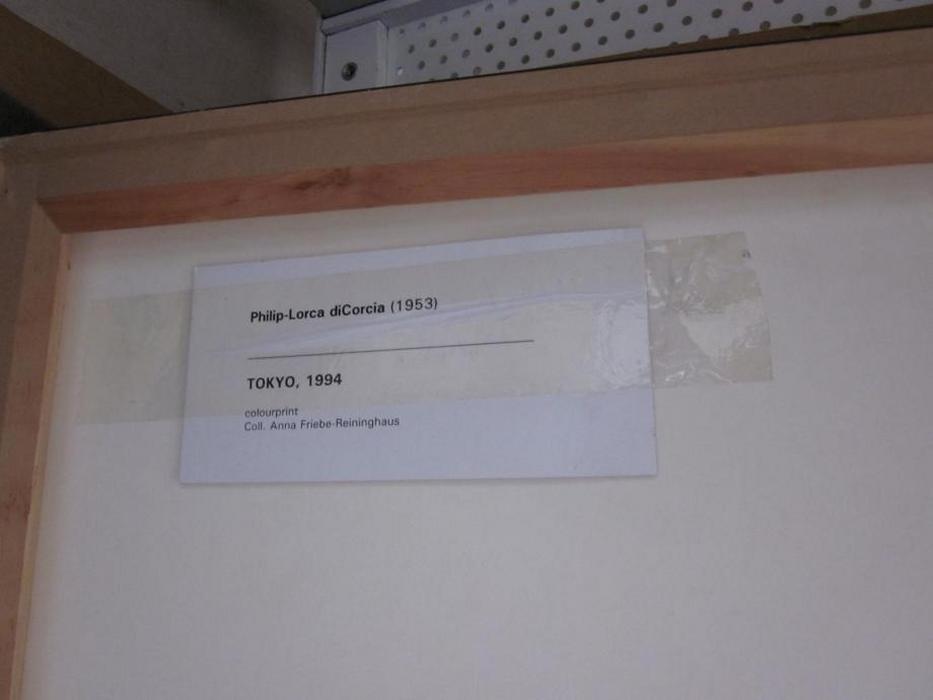 Philip-Lorca diCorcia (1953)
TOKYO, 1994
colourprint
Coll. Anna Friebe-Reininghaus